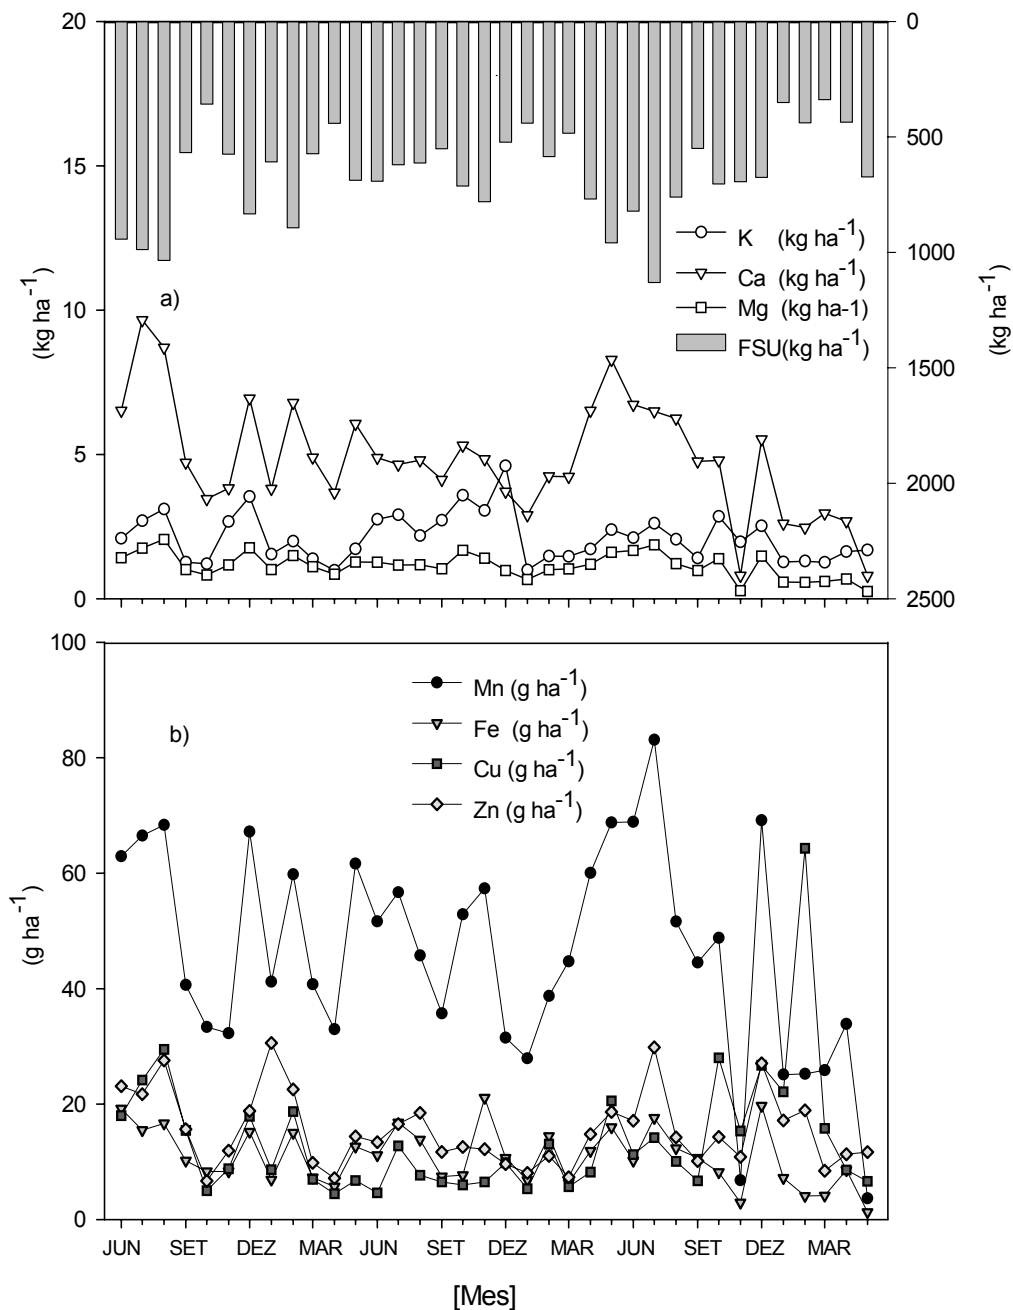 20
15
10
5
0
(kg ha-1)
0
500
1000
1500
2000
2500
(kg ha-1)
a)
K (kg ha-1)
Ca (kg ha-1)
Mg (kg ha-1)
FSU(kg ha-1)
100
80
60
40
20
0
(g ha-1)
b)
Mn (g ha-1)
Fe (g ha-1)
Cu (g ha-1)
Zn (g ha-1)
JUN SET DEZ MAR JUN SET DEZ MAR JUN SET DEZ MAR
[Mes]